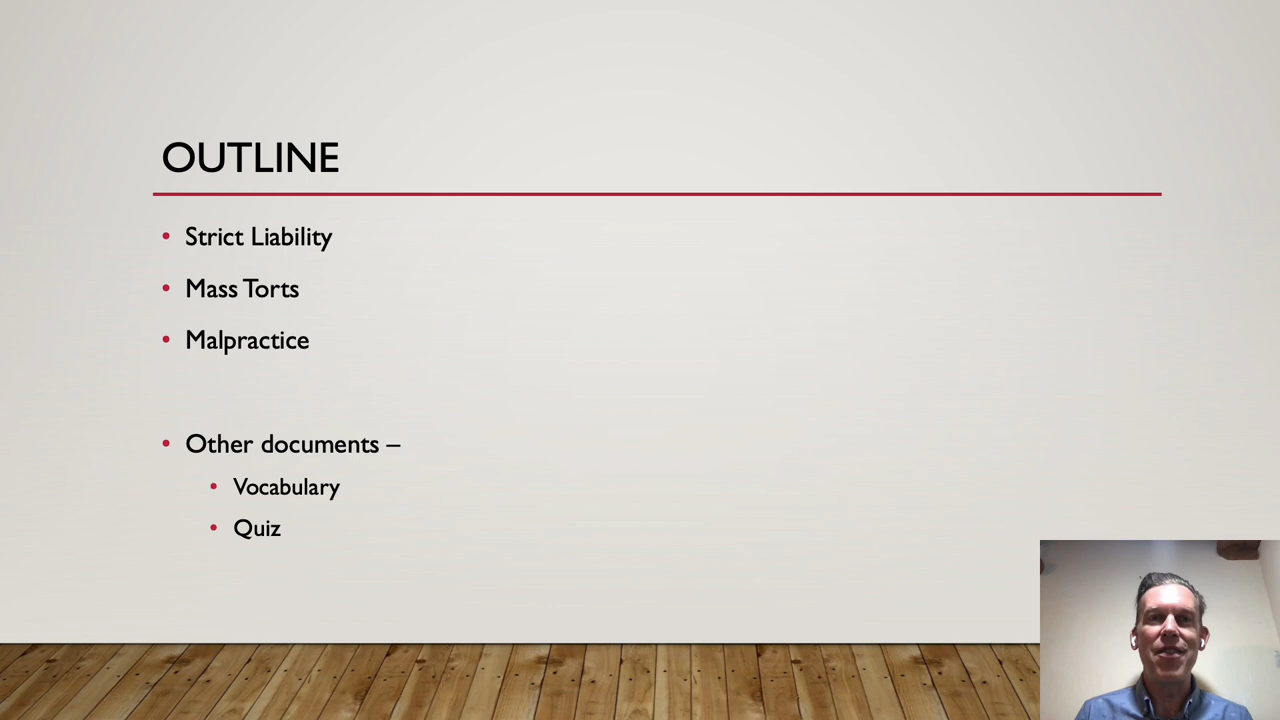 OUTLINE
• Strict Liability
• Mass Torts
• Malpractice
• Other documents –
• Vocabulary
• Quiz